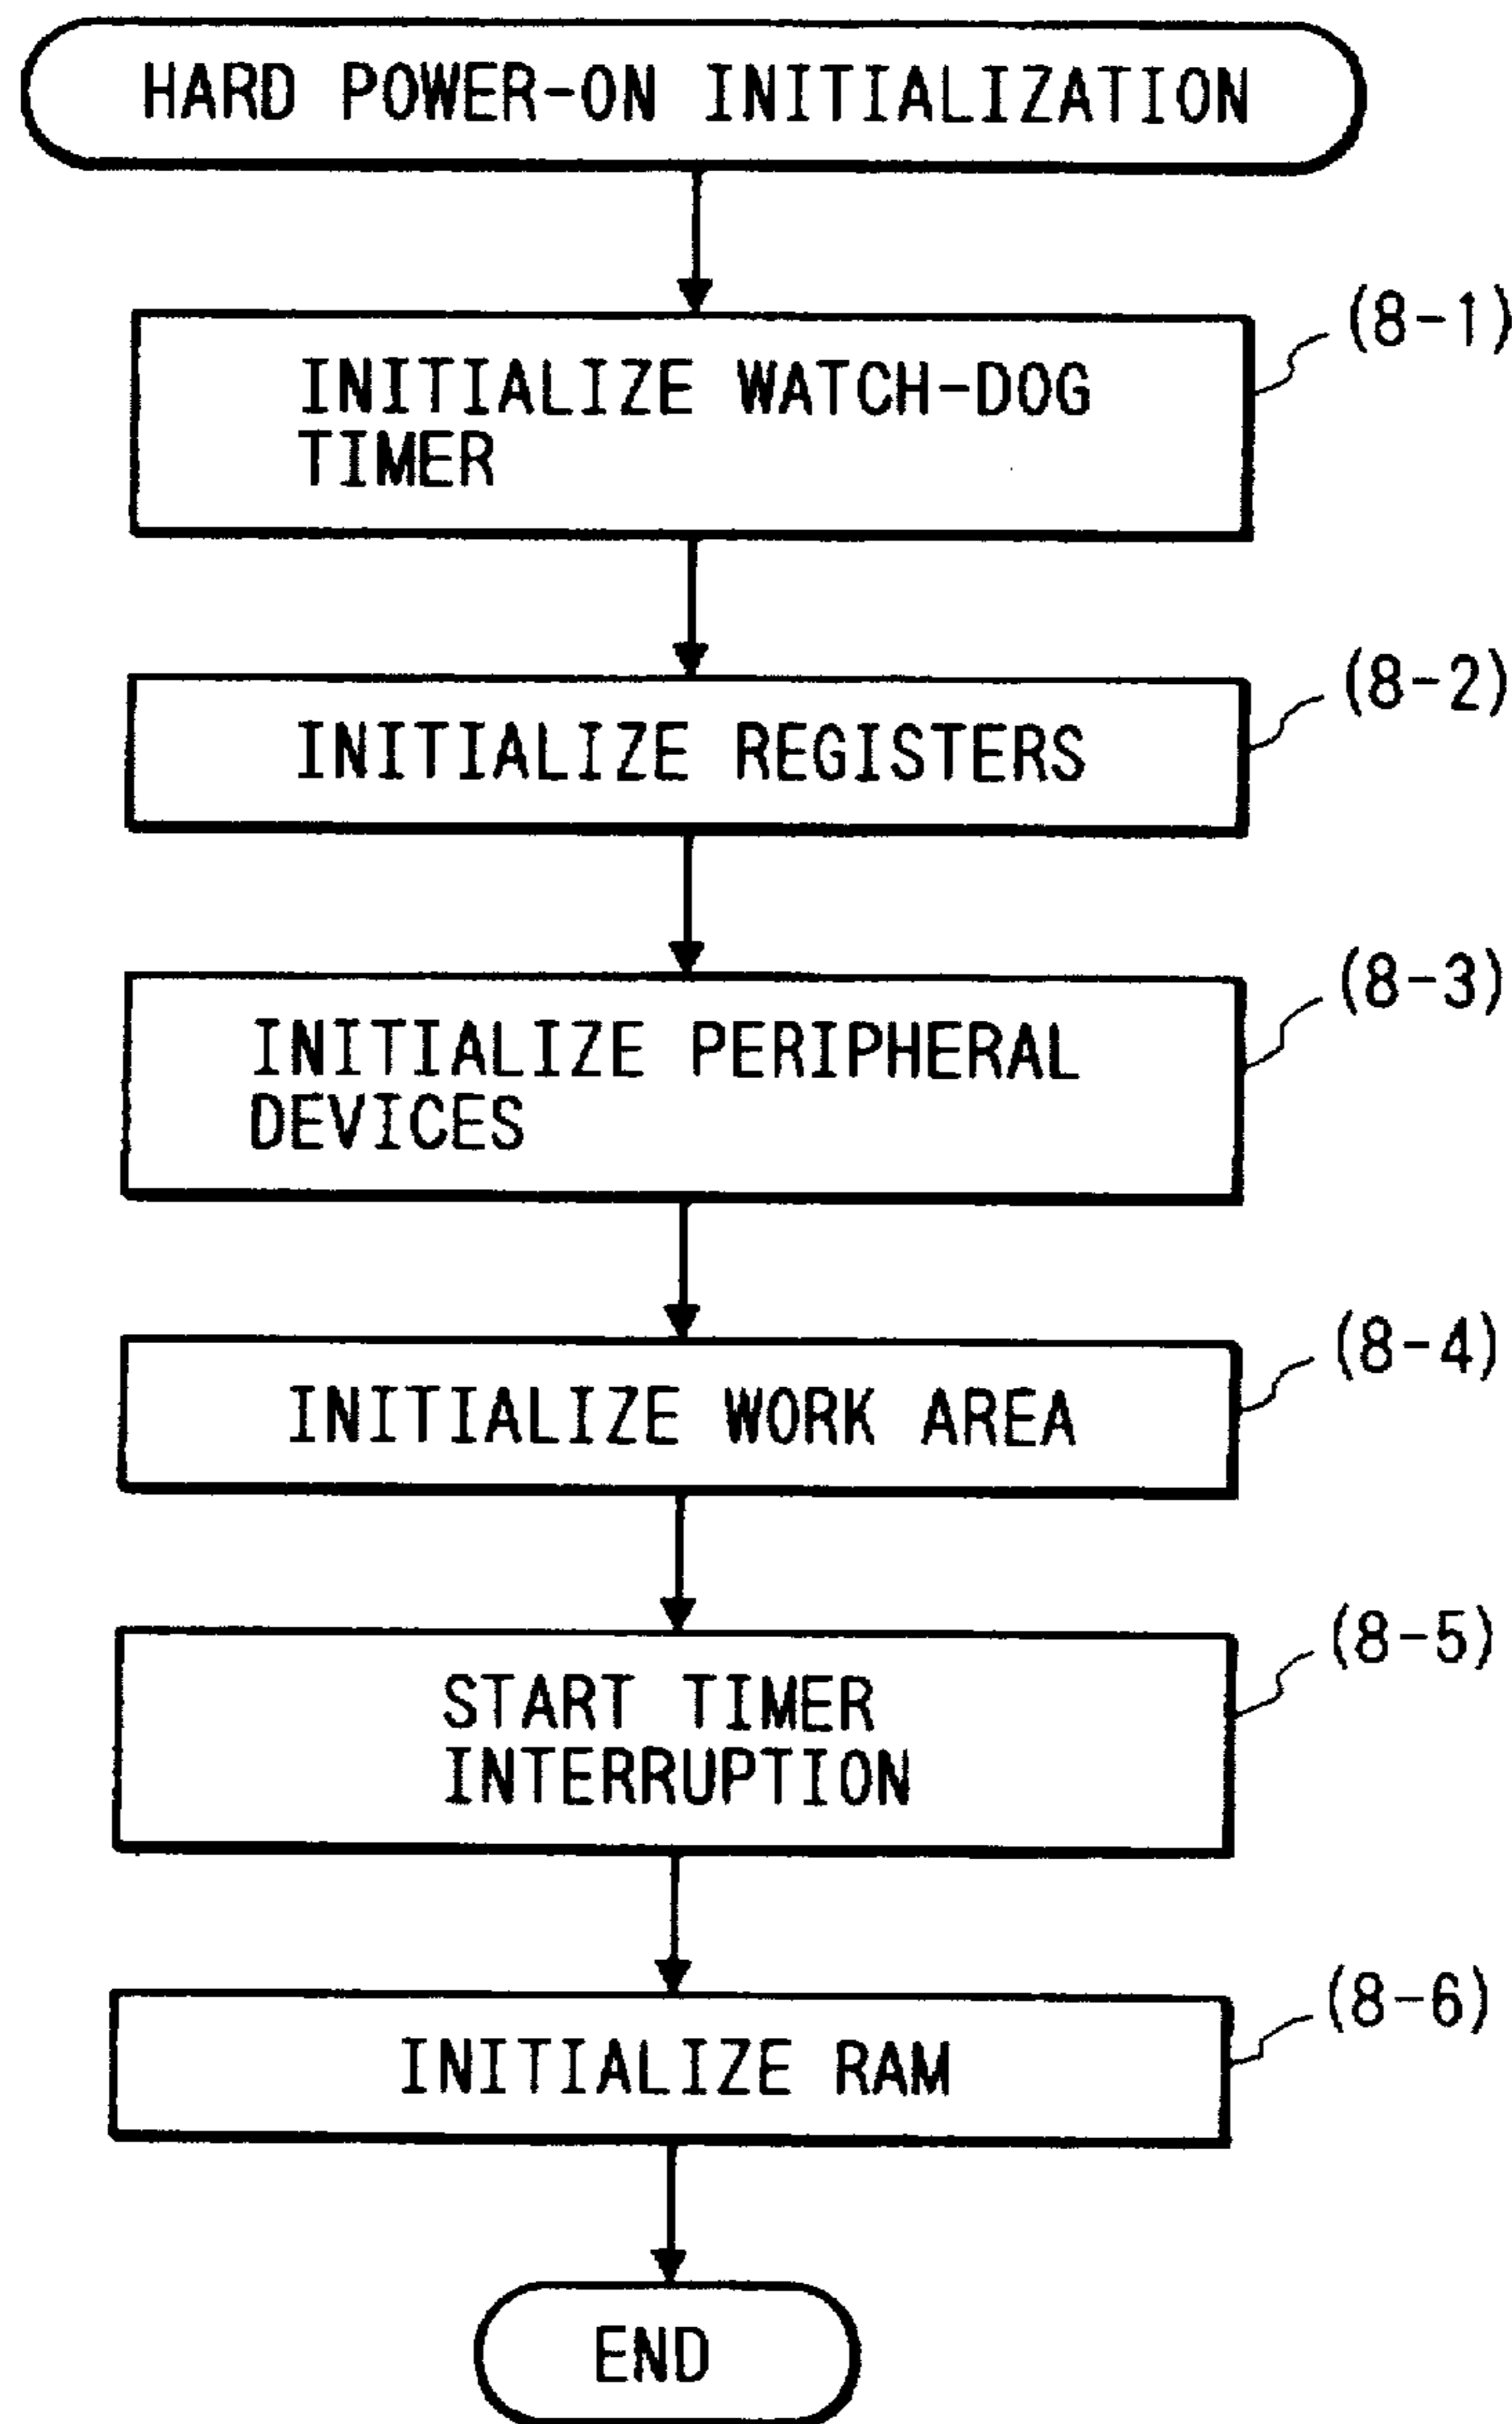 HARD POWER-ON INITIALIZATION
(8-1)
INITIALIZE WATCH-DOG
TIMER
(8-2)
INITIALIZE REGISTERS
(8-3)
INITIALIZE PERIPHERAL
DEVICES
(8-4)
INITIALIZE WORK AREA
(8-5)
START TIMER
INTERRUPTION
(8-6)
INITIALIZE RAM
END